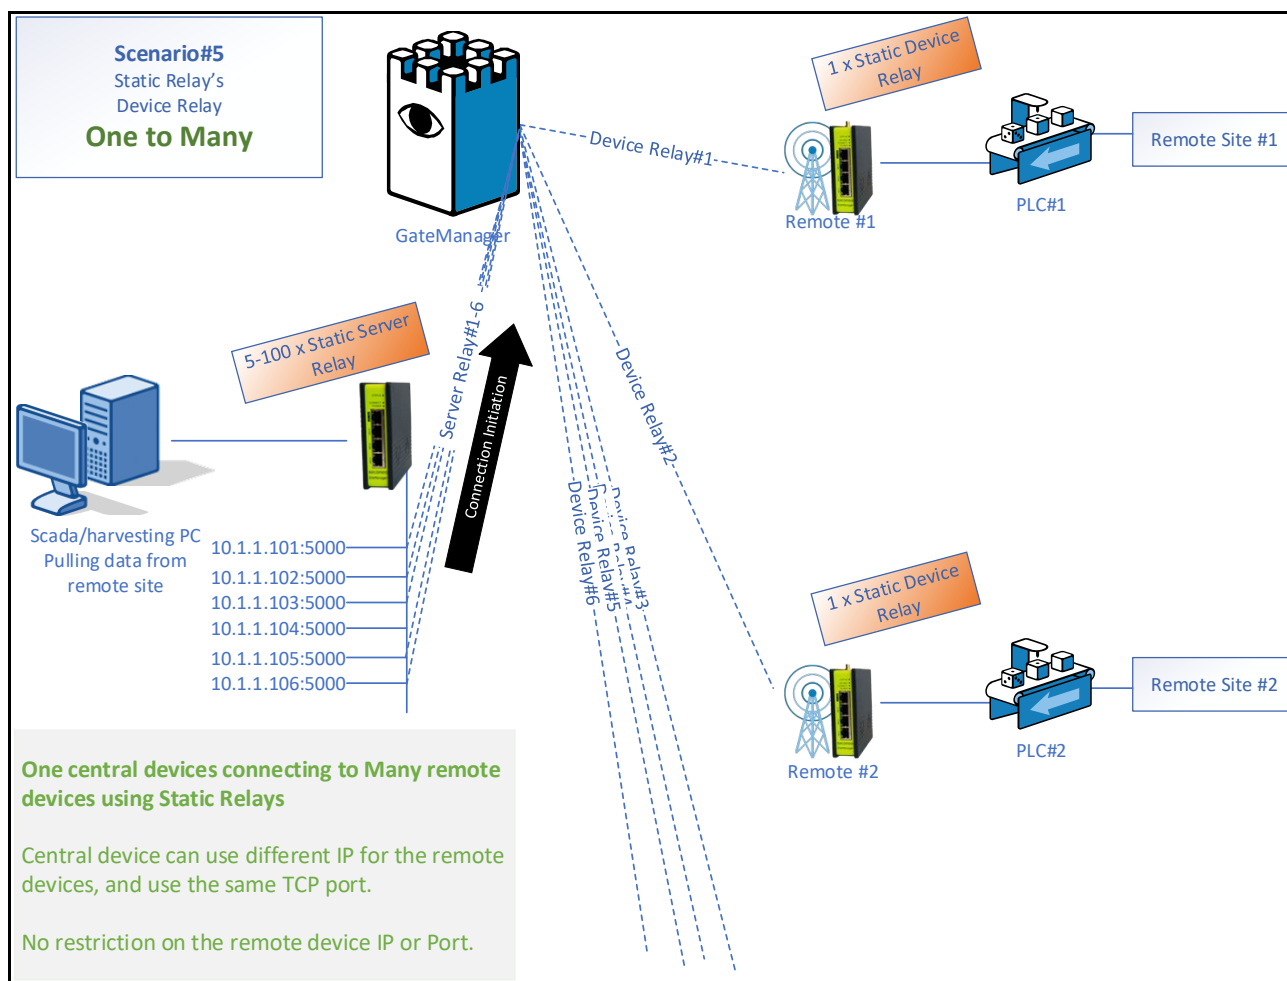 Scenario#5
Static Relay's
Device Relay
One to Many
GateManager
Device Relay#1
1 x Static Device
Relay
Remote #1
PLC#1
Remote Site #1
5-100 x Static Server
Relay
Server Relay#1-6
Connection Initiation
Device Relay#2
Device Relay#3
Device Relay#4
Device Relay#5
Device Relay#6
Scada/harvesting PC
Pulling data from
remote site
10.1.1.101:5000
10.1.1.102:5000
10.1.1.103:5000
10.1.1.104:5000
10.1.1.105:5000
10.1.1.106:5000
1 x Static Device
Relay
Remote #2
PLC#2
Remote Site #2
One central devices connecting to Many remote
devices using Static Relays
Central device can use different IP for the remote
devices, and use the same TCP port.
No restriction on the remote device IP or Port.